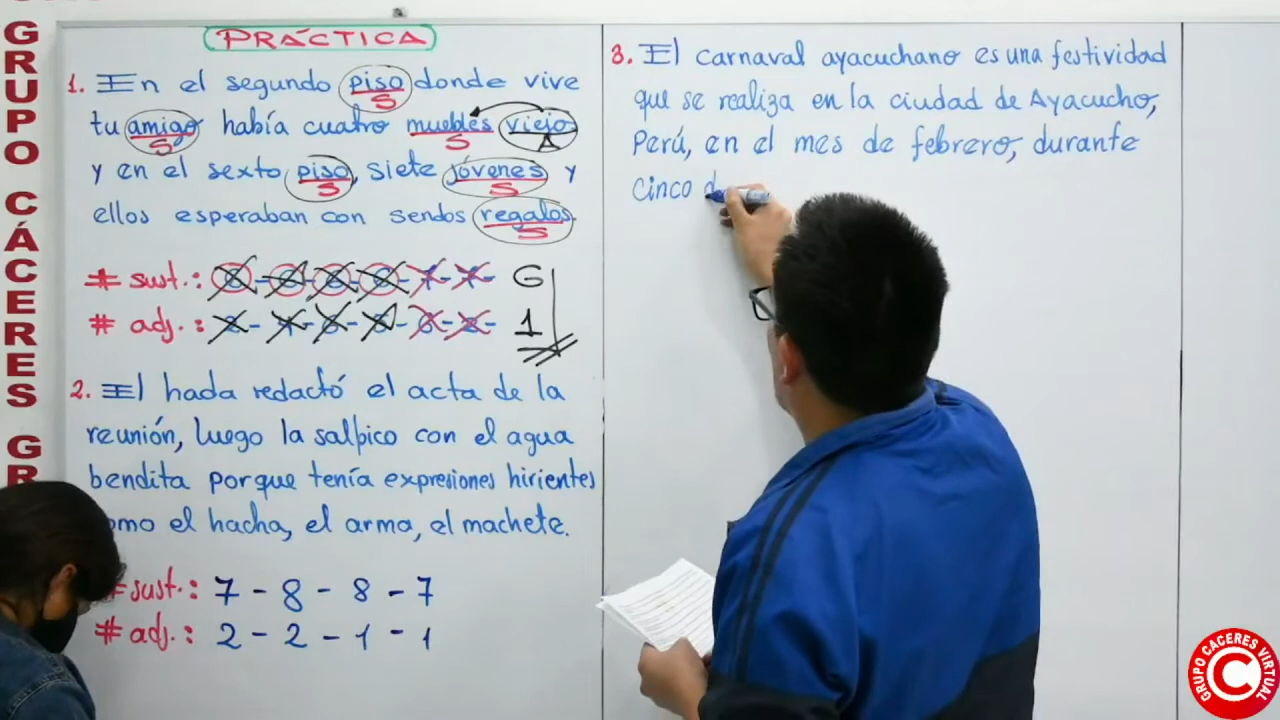 GRUPO CÁCERES GR
PRÁCTICA
1. En el segundo piso donde vive
S
tu amigo había cuatro muebles viejos
S S A
y en el sexto piso, siete jóvenes y
S S
ellos esperaban con sendos regalos.
S
# sust.: 6
# adj.: 1
2. El hada redactó el acta de la
reunión, luego la salpico con el agua
bendita porque tenía expresiones hirientes
omo el hacha, el arma, el machete.
# sust.: 7 - 8 - 8 - 7
# adj.: 2 - 2 - 1 - 1
3. El carnaval ayacuchano es una festividad
que se realiza en la ciudad de Ayacucho,
Perú, en el mes de febrero, durante
cinco d
GRUPO CACERES VIRTUAL
C